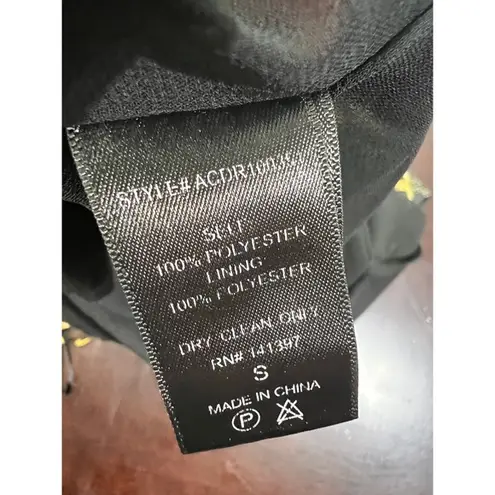 SELF
100% POLYESTER
LINING
100% POLYESTER
DRY CLEAN ONLY
RN# 141397
S
MADE IN CHINA
P